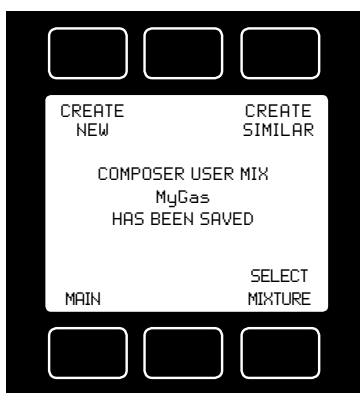 CREATE NEW
CREATE SIMILAR
COMPOSER USER MIX
MyGas
HAS BEEN SAVED
MAIN
SELECT MIXTURE